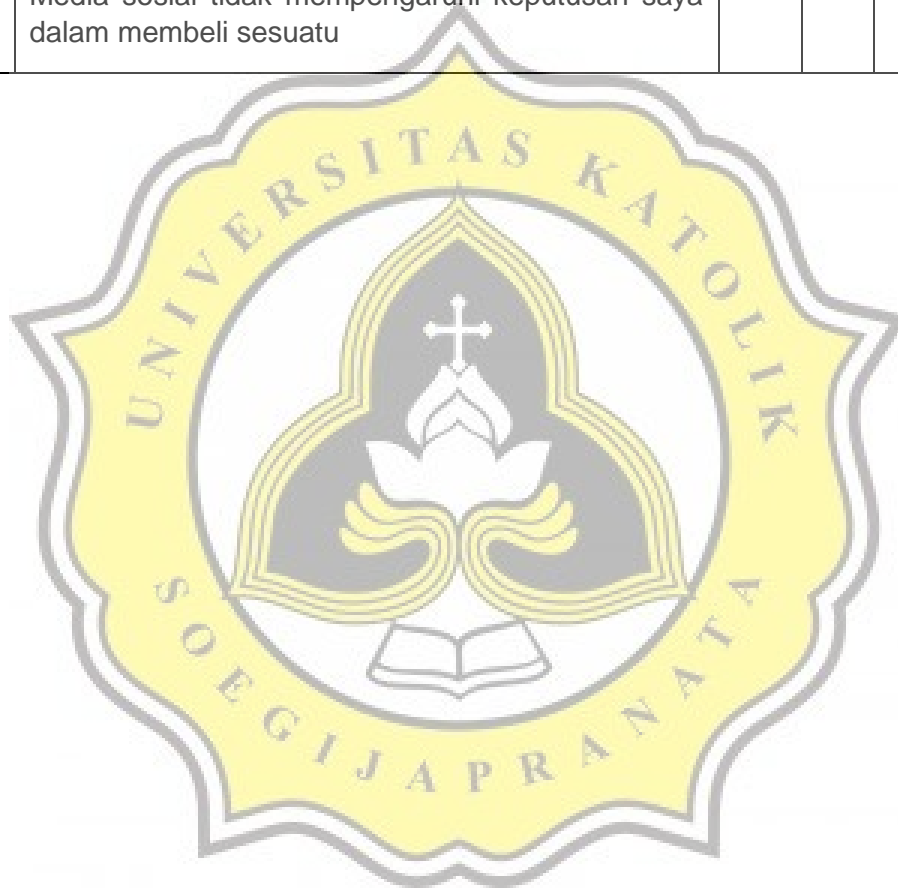 Media sosial tidak mempengaruhi keputusan saya
dalam membeli sesuatu
UNIVERSITAS KATOLIK
SOEGIJAPRANATA